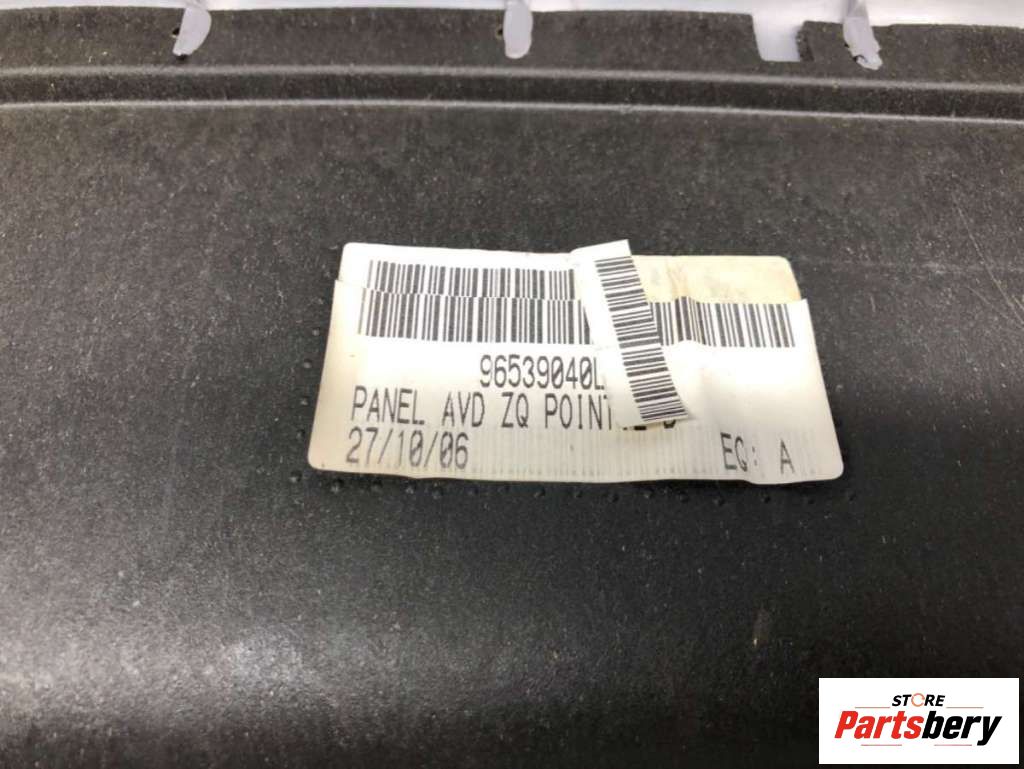 96539040L
PANEL AVD ZQ POINT
27/10/06 EQ: A
STORE
Partsbery